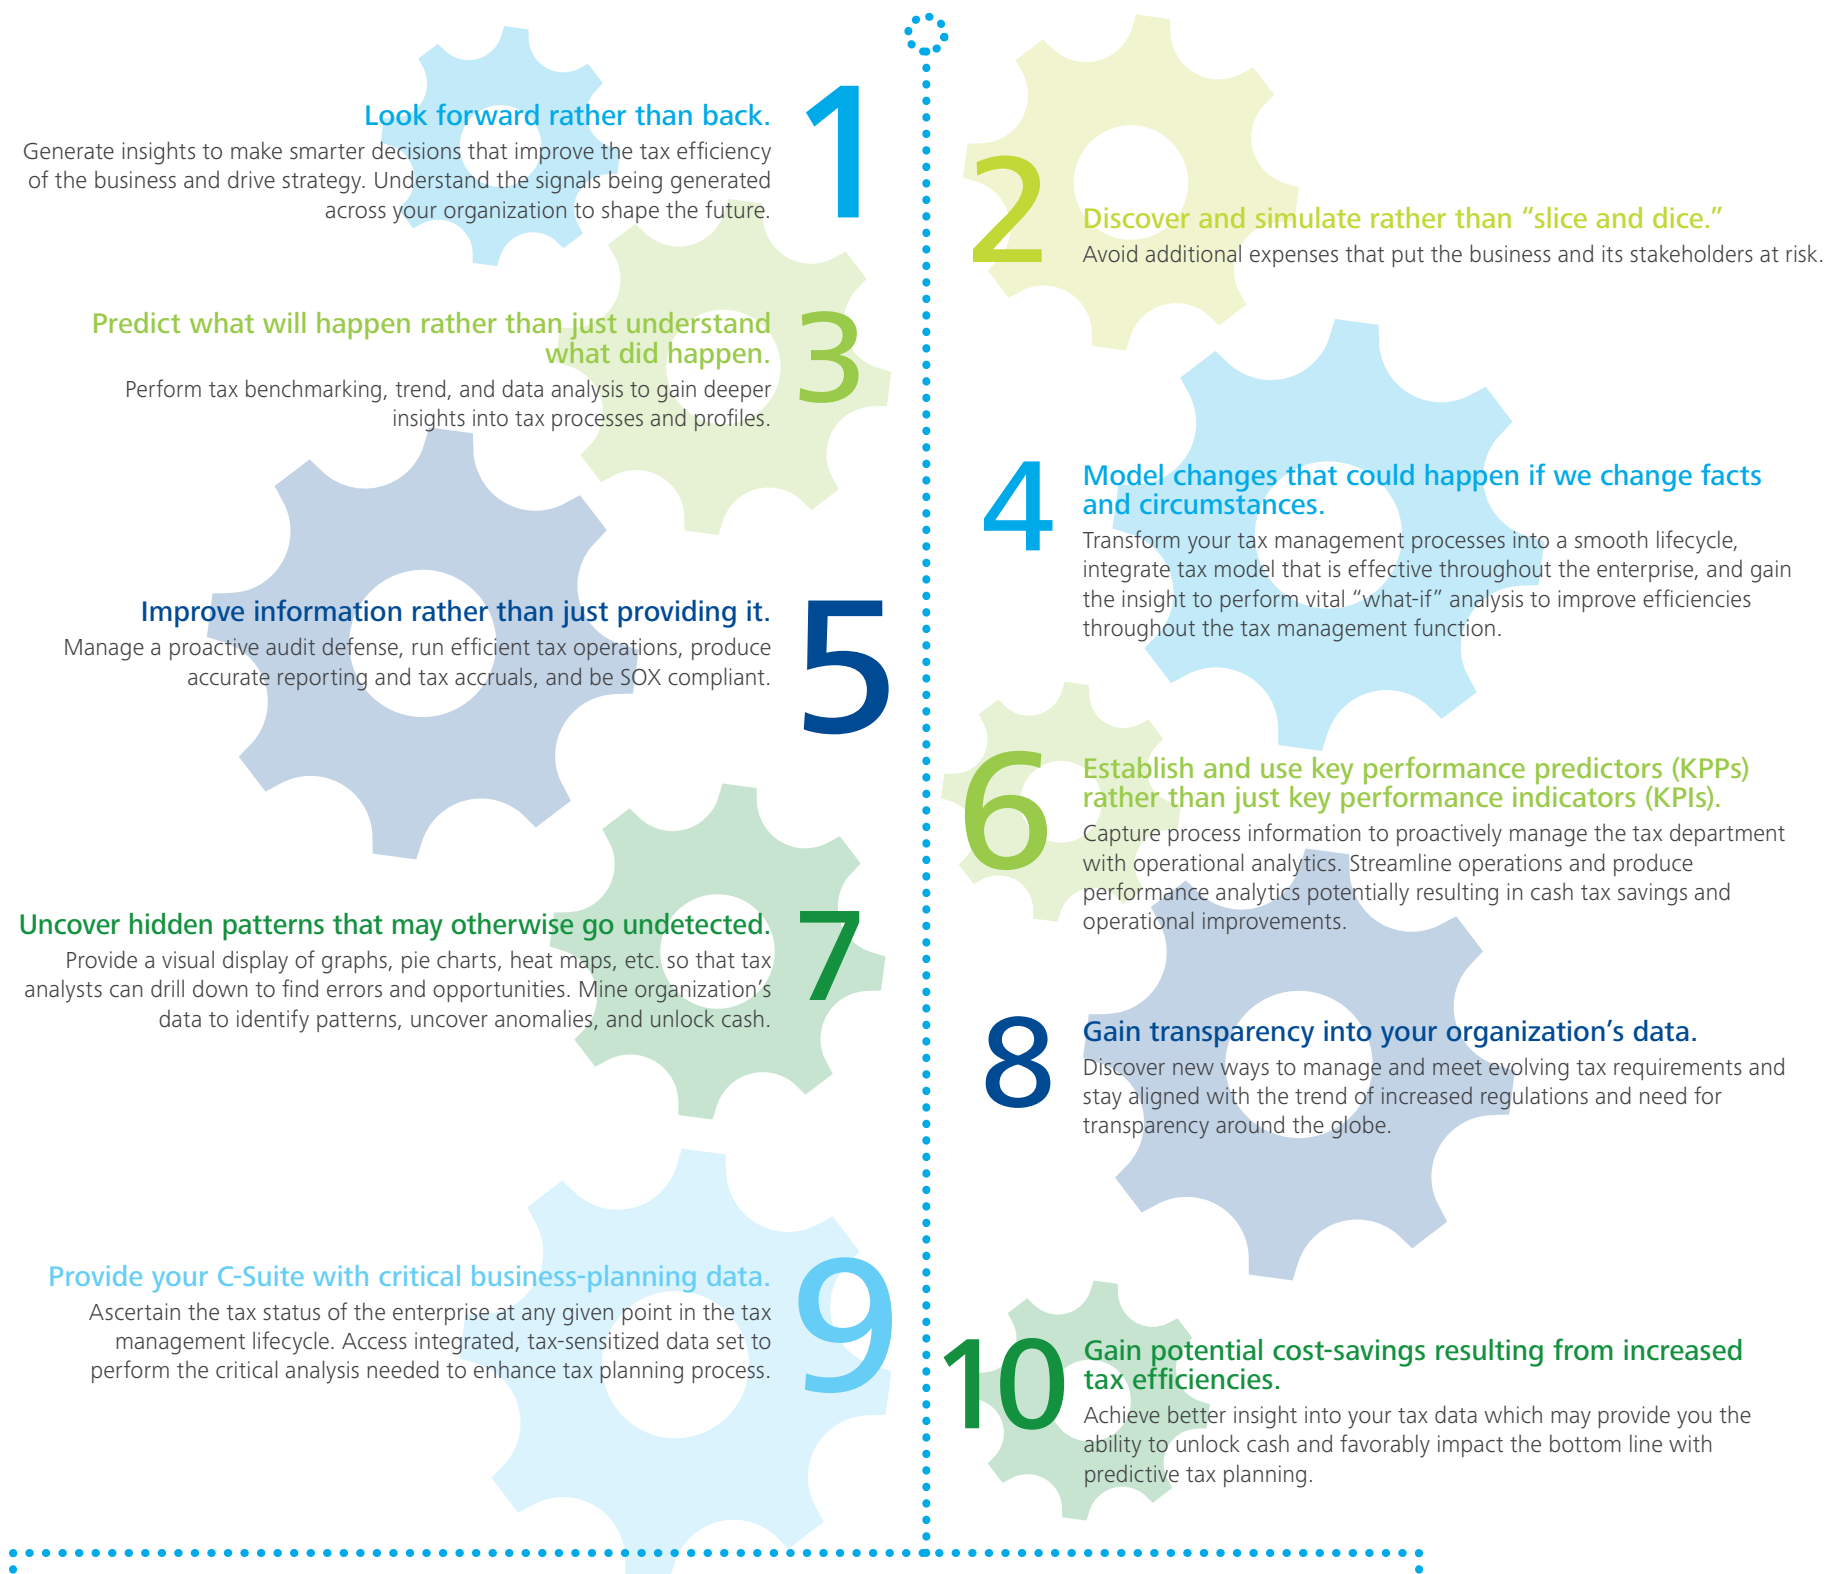 1
Look forward rather than back.
Generate insights to make smarter decisions that improve the tax efficiency
of the business and drive strategy. Understand the signals being generated
across your organization to shape the future.
2
Discover and simulate rather than “slice and dice.”
Avoid additional expenses that put the business and its stakeholders at risk.
3
Predict what will happen rather than just understand
what did happen.
Perform tax benchmarking, trend, and data analysis to gain deeper
insights into tax processes and profiles.
4
Model changes that could happen if we change facts
and circumstances.
Transform your tax management processes into a smooth lifecycle,
integrate tax model that is effective throughout the enterprise, and gain
the insight to perform vital “what-if” analysis to improve efficiencies
throughout the tax management function.
5
Improve information rather than just providing it.
Manage a proactive audit defense, run efficient tax operations, produce
accurate reporting and tax accruals, and be SOX compliant.
6
Establish and use key performance predictors (KPPs)
rather than just key performance indicators (KPIs).
Capture process information to proactively manage the tax department
with operational analytics. Streamline operations and produce
performance analytics potentially resulting in cash tax savings and
operational improvements.
7
Uncover hidden patterns that may otherwise go undetected.
Provide a visual display of graphs, pie charts, heat maps, etc. so that tax
analysts can drill down to find errors and opportunities. Mine organization’s
data to identify patterns, uncover anomalies, and unlock cash.
8
Gain transparency into your organization’s data.
Discover new ways to manage and meet evolving tax requirements and
stay aligned with the trend of increased regulations and need for
transparency around the globe.
9
Provide your C-Suite with critical business-planning data.
Ascertain the tax status of the enterprise at any given point in the tax
management lifecycle. Access integrated, tax-sensitized data set to
perform the critical analysis needed to enhance tax planning process.
10
Gain potential cost-savings resulting from increased
tax efficiencies.
Achieve better insight into your tax data which may provide you the
ability to unlock cash and favorably impact the bottom line with
predictive tax planning.